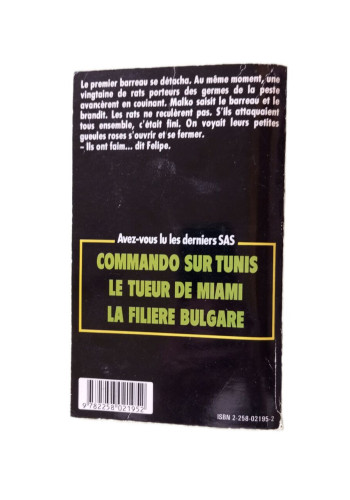 Le premier barreau se détacha. Au même moment, une
vingtaine de rats porteurs des germes de la peste
avancèrent en couinant. Malko saisit le barreau et le
brandit. Les rats ne reculèrent pas. S'ils attaquaient
tous ensemble, c'était fini. On voyait leurs petites
gueules roses s'ouvrir et se fermer.
- Ils ont faim... dit Felipe.
Avez-vous lu les derniers SAS
COMMANDO SUR TUNIS
LE TUEUR DE MIAMI
LA FILIERE BULGARE
9782258021952
ISBN 2-258-02195-2